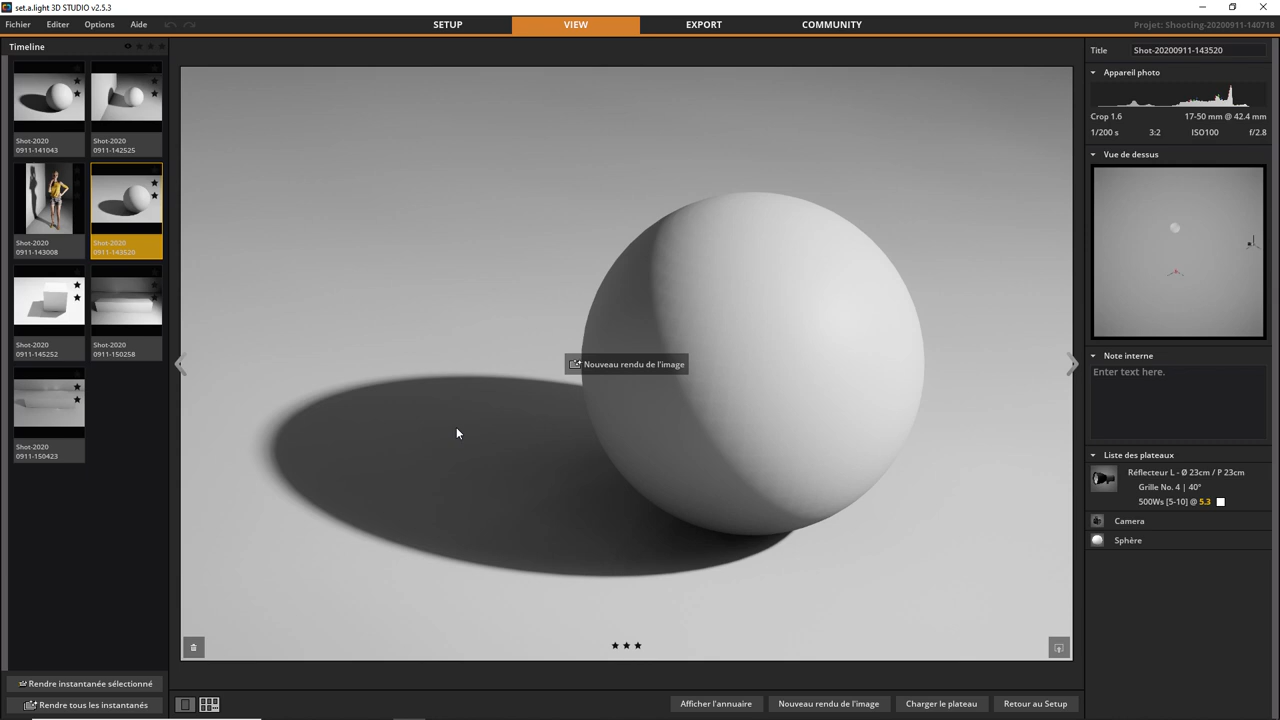 set.a.light 3D STUDIO v2.5.3
Fichier Editer Options Aide
SETUP VIEW EXPORT COMMUNITY
Projet: Shooting-20200911-140718
Timeline
Shot-2020
0911-141043
Shot-2020
0911-142525
Shot-2020
0911-143008
Shot-2020
0911-143520
Shot-2020
0911-145252
Shot-2020
0911-150258
Shot-2020
0911-150423
Rendre instantanée sélectionné
Rendre tous les instantanés
Nouveau rendu de l'image
Afficher l'annuaire
Nouveau rendu de l'image
Charger le plateau
Retour au Setup
Title Shot-20200911-143520
Appareil photo
Crop 1.6 17-50 mm @ 42.4 mm
1/200 s 3:2 ISO100 f/2.8
Vue de dessus
Note interne
Enter text here.
Liste des plateaux
Réflecteur L - Ø 23cm / P 23cm
Grille No. 4 | 40°
500Ws [5-10] @ 5.3
Camera
Sphère